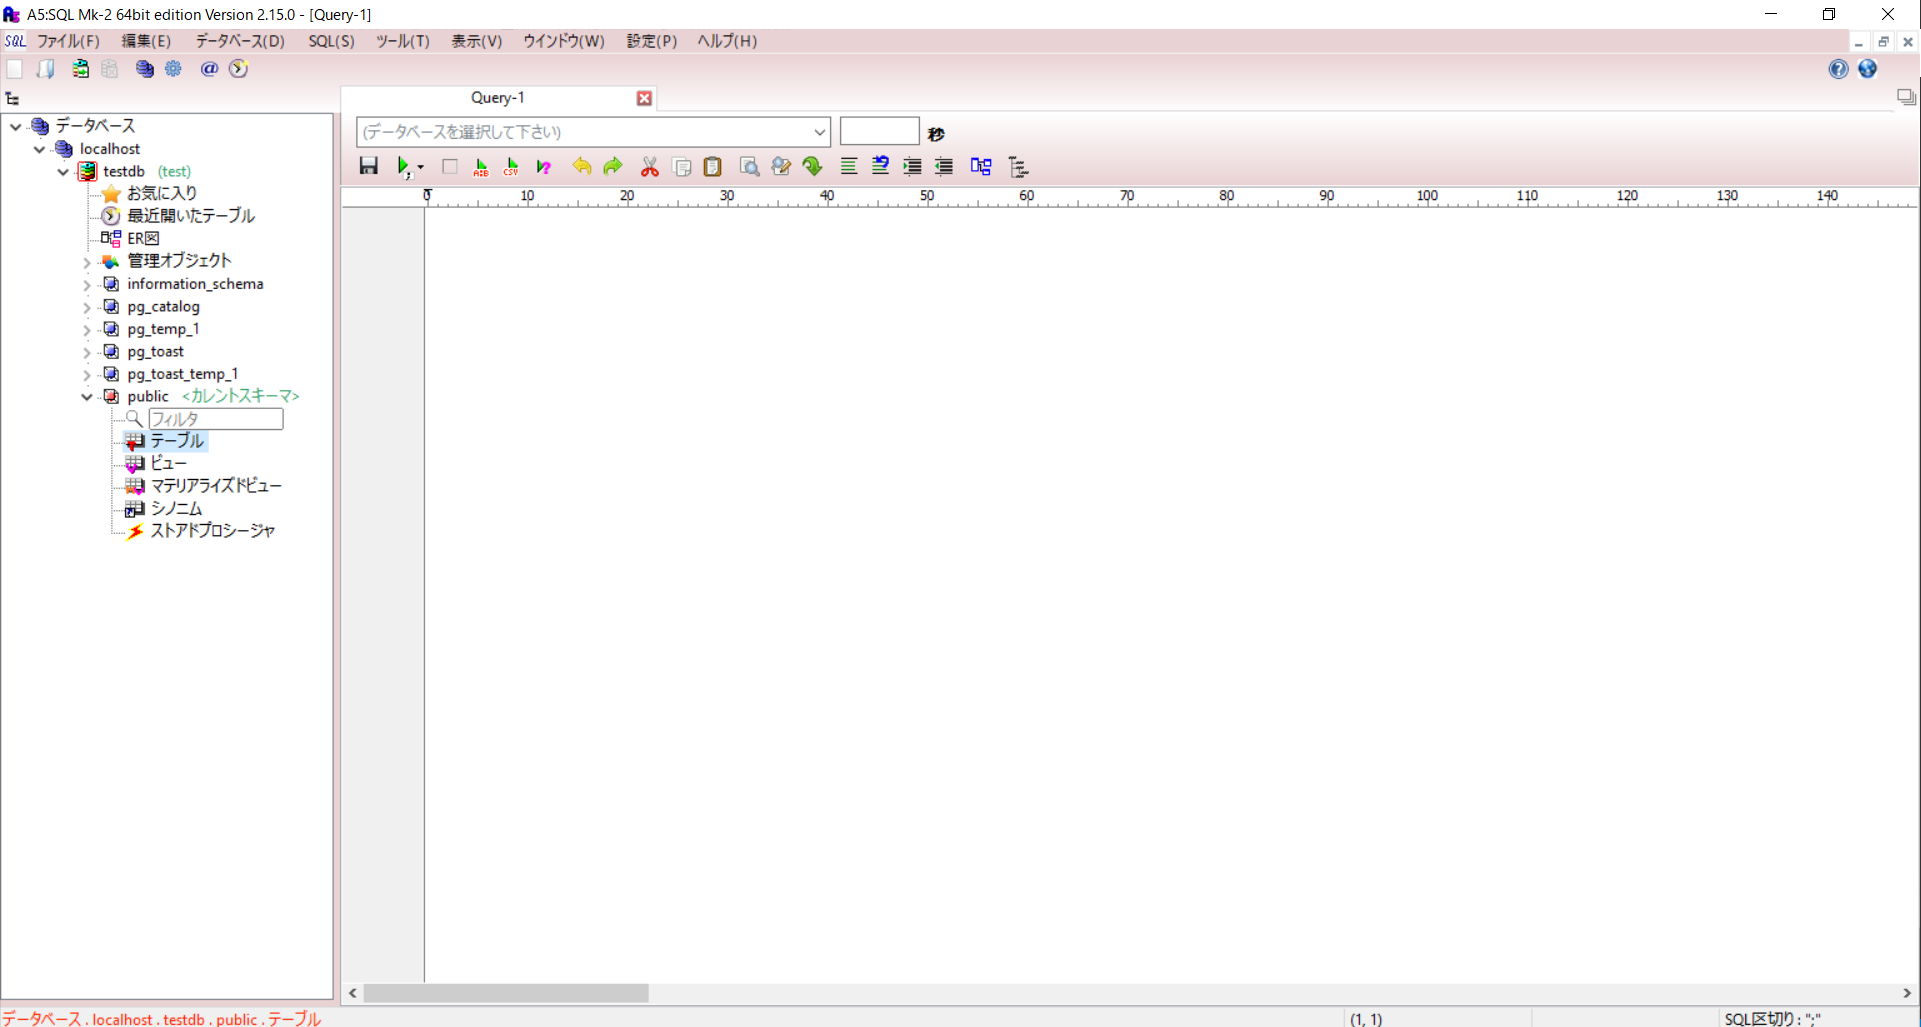 A5:SQL Mk-2 64bit edition Version 2.15.0 - [Query-1]
SQL ファイル(F) 編集(E) データベース(D) SQL(S) ツール(T) 表示(V) ウインドウ(W) 設定(P) ヘルプ(H)
Query-1
データベース
(データベースを選択して下さい) 秒
localhost
testdb (test)
A:B CSV
お気に入り
0 10 20 30 40 50 60 70 80 90 100 110 120 130 140
最近開いたテーブル
ER図
管理オブジェクト
information_schema
pg_catalog
pg_temp_1
pg_toast
pg_toast_temp_1
public <カレントスキーマ>
フィルタ
テーブル
ビュー
マテリアライズドビュー
シノニム
ストアドプロシージャ
データベース . localhost . testdb . public . テーブル (1, 1) SQL区切り : ";"